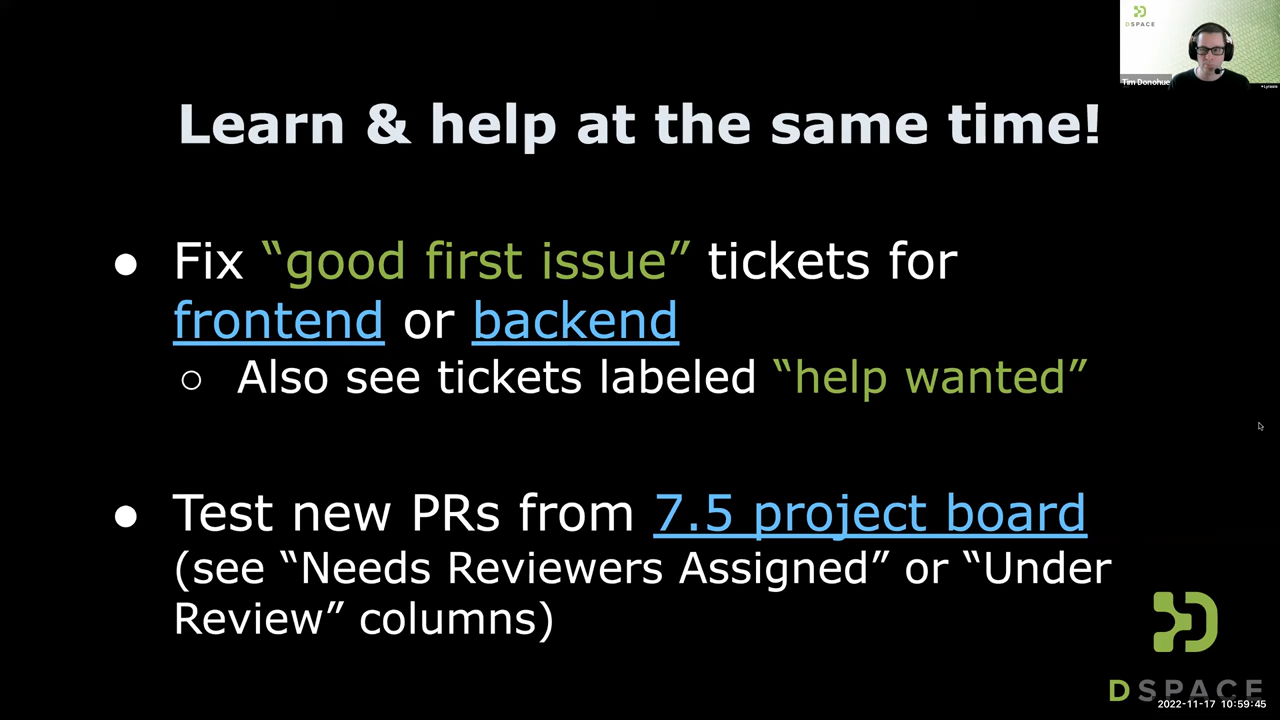 DSPACE
Tim Donohue
Learn & help at the same time!
● Fix “good first issue” tickets for
frontend or backend
○ Also see tickets labeled “help wanted”
● Test new PRs from 7.5 project board
(see “Needs Reviewers Assigned” or “Under
Review” columns)
DSPACE
2022-11-17 10:59:45